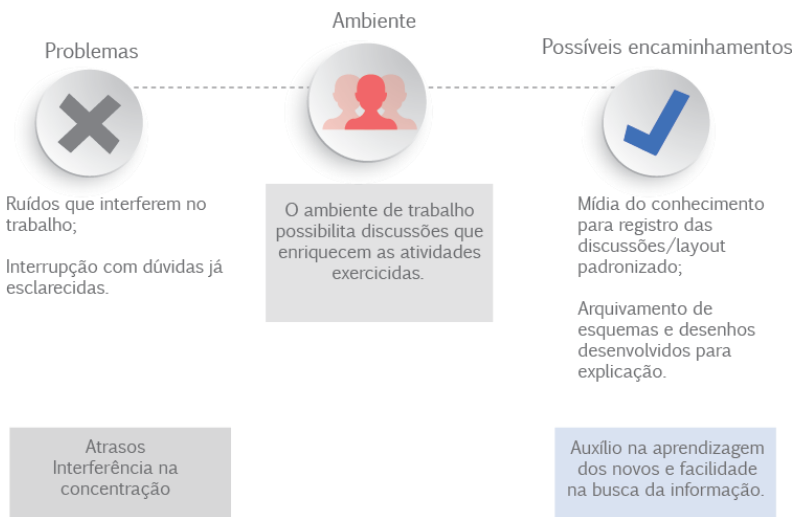 Problemas
Ruídos que interferem no
trabalho;
Interrupção com dúvidas já
esclarecidas.
Atrasos
Interferência na
concentração
Ambiente
O ambiente de trabalho
possibilita discussões que
enriquecem as atividades
exercicidas.
Possíveis encaminhamentos
Mídia do conhecimento
para registro das
discussões/layout
padronizado;
Arquivamento de
esquemas e desenhos
desenvolvidos para
explicação.
Auxílio na aprendizagem
dos novos e facilidade
na busca da informação.